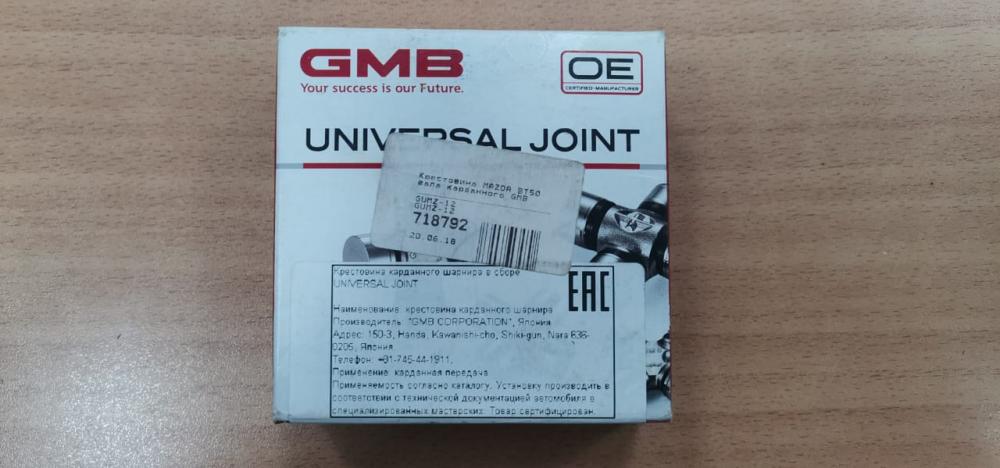 GMB
Your success is our Future.
OE
CERTIFIED MANUFACTURER
UNIVERSAL JOINT
Крестовина MAZDA BT50
вала карданного GMB
GUMZ-12
GUMZ-12
718792
20.06.18
Крестовина карданного шарнира в сборе
UNIVERSAL JOINT
EAC
Наименование: крестовина карданного шарнира
Производитель: "GMB CORPORATION", Япония
Адрес: 150-3, Handa, Kawanishi-cho, Shiki-gun, Nara 636-
0206, Япония
Телефон: +81-745-44-1911,
Применение: карданная передача
Применяемость согласно каталогу. Установку производить в
соответствии с технической документацией автомобиля в
специализированных мастерских. Товар сертифицирован.